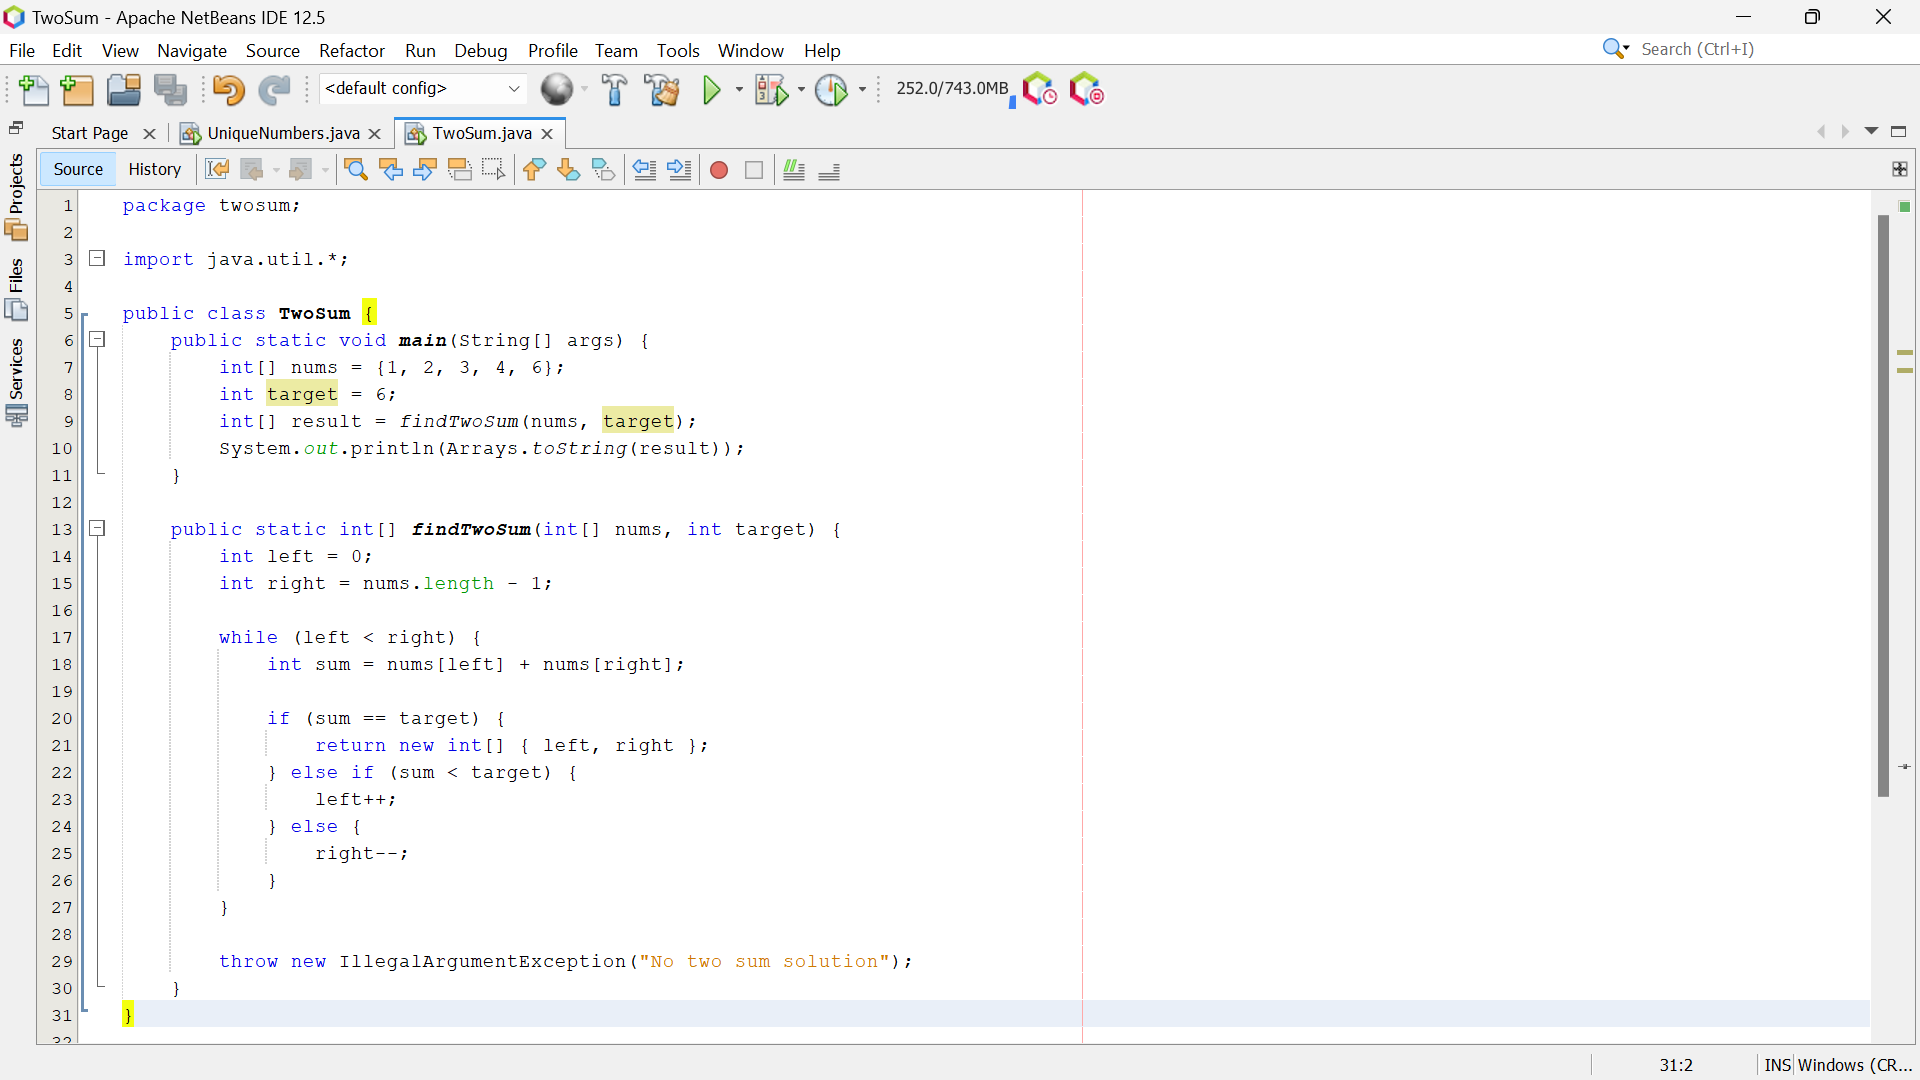 TwoSum - Apache NetBeans IDE 12.5
File Edit View Navigate Source Refactor Run Debug Profile Team Tools Window Help
Search (Ctrl+I)
<default config>
252.0/743.0MB
Start Page
UniqueNumbers.java
TwoSum.java
Source History
Projects
Files
Services
1 package twosum;
2
3 import java.util.*;
4
5 public class TwoSum {
6     public static void main(String[] args) {
7         int[] nums = {1, 2, 3, 4, 6};
8         int target = 6;
9         int[] result = findTwoSum(nums, target);
10         System.out.println(Arrays.toString(result));
11     }
12
13     public static int[] findTwoSum(int[] nums, int target) {
14         int left = 0;
15         int right = nums.length - 1;
16
17         while (left < right) {
18             int sum = nums[left] + nums[right];
19
20             if (sum == target) {
21                 return new int[] { left, right };
22             } else if (sum < target) {
23                 left++;
24             } else {
25                 right--;
26             }
27         }
28
29         throw new IllegalArgumentException("No two sum solution");
30     }
31 }
32
31:2
INS
Windows (CR...